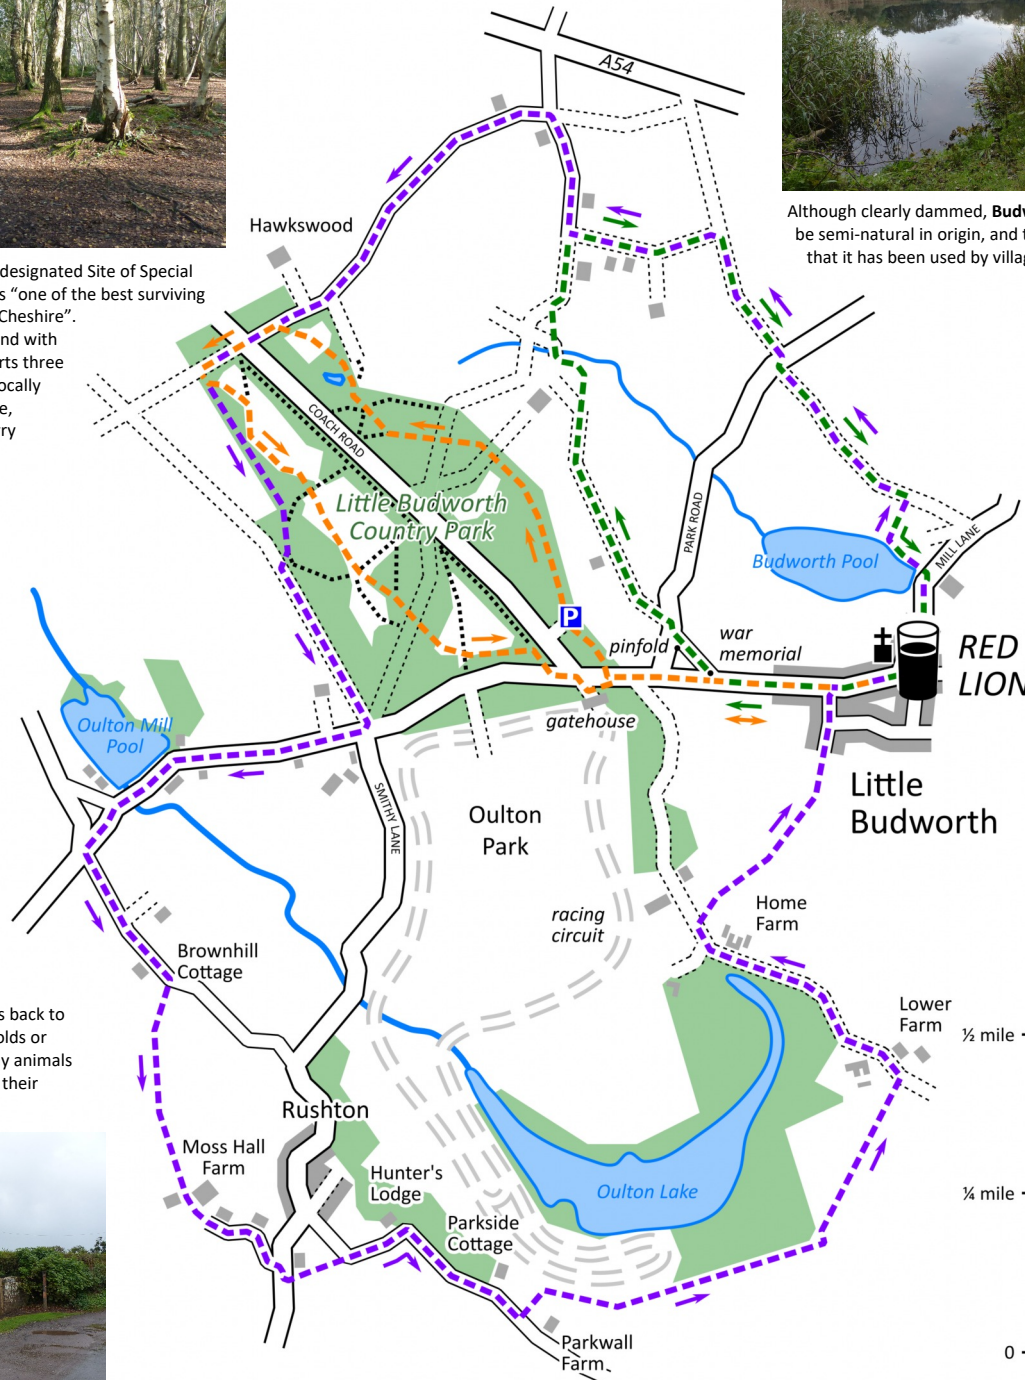 A54
Although clearly dammed, Budw
be semi-natural in origin, and f
that it has been used by villag
Hawkswood
designated Site of Special
s “one of the best surviving
Cheshire”.
nd with
rts three
ocally
e,
ry
COACH ROAD
Little Budworth
Country Park
PARK ROAD
Budworth Pool
MILL LANE
P
pinfold
war
memorial
RED
LION
gatehouse
Oulton Mill
Pool
SMITHY LANE
Oulton
Park
Little
Budworth
racing
circuit
Home
Farm
Brownhill
Cottage
s back to
olds or
y animals
their
Lower
Farm
½ mile
Rushton
Moss Hall
Farm
Hunter's
Lodge
Oulton Lake
¼ mile
Parkside
Cottage
Parkwall
Farm
0